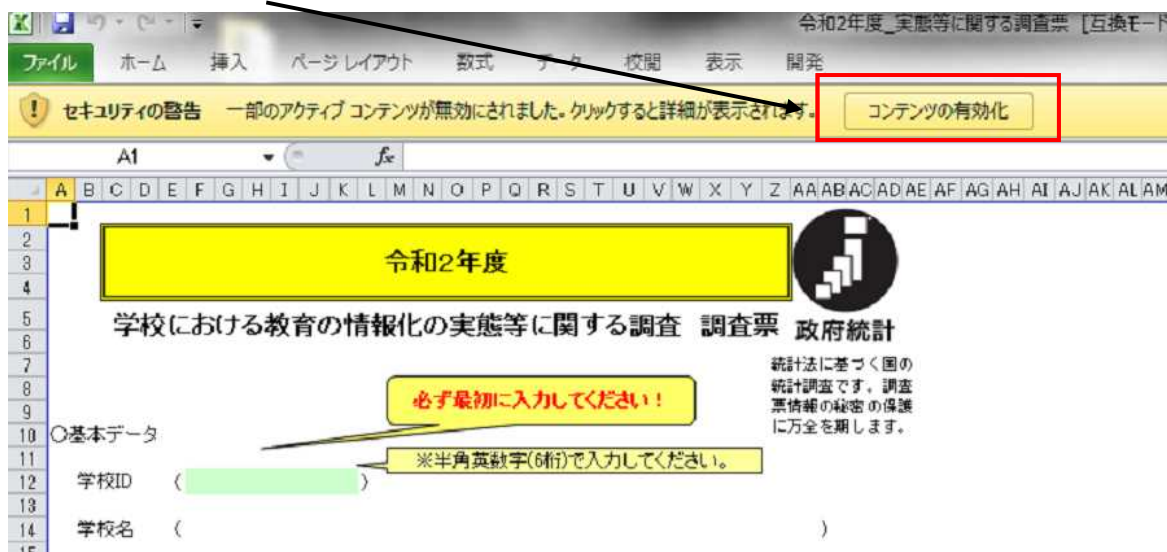 令和2年度_実態等に関する調査票 [互換モード
ファイル ホーム 挿入 ページ レイアウト 数式 データ 校閲 表示 開発
! セキュリティの警告 一部のアクティブ コンテンツが無効にされました。クリックすると詳細が表示されます。 コンテンツの有効化
A1 fx
A B C D E F G H I J K L M N O P Q R S T U V W X Y Z AA AB AC AD AE AF AG AH AI AJ AK AL AM
1
2
3 令和2年度
4
5 学校における教育の情報化の実態等に関する調査 調査票 政府統計
6
7 統計法に基づく国の
8 統計調査です。調査
9 必ず最初に入力してください! 票情報の秘密の保護
10 ○基本データ に万全を期します。
11 ※半角英数字(6桁)で入力してください。
12 学校ID ( )
13
14 学校名 ( )
15